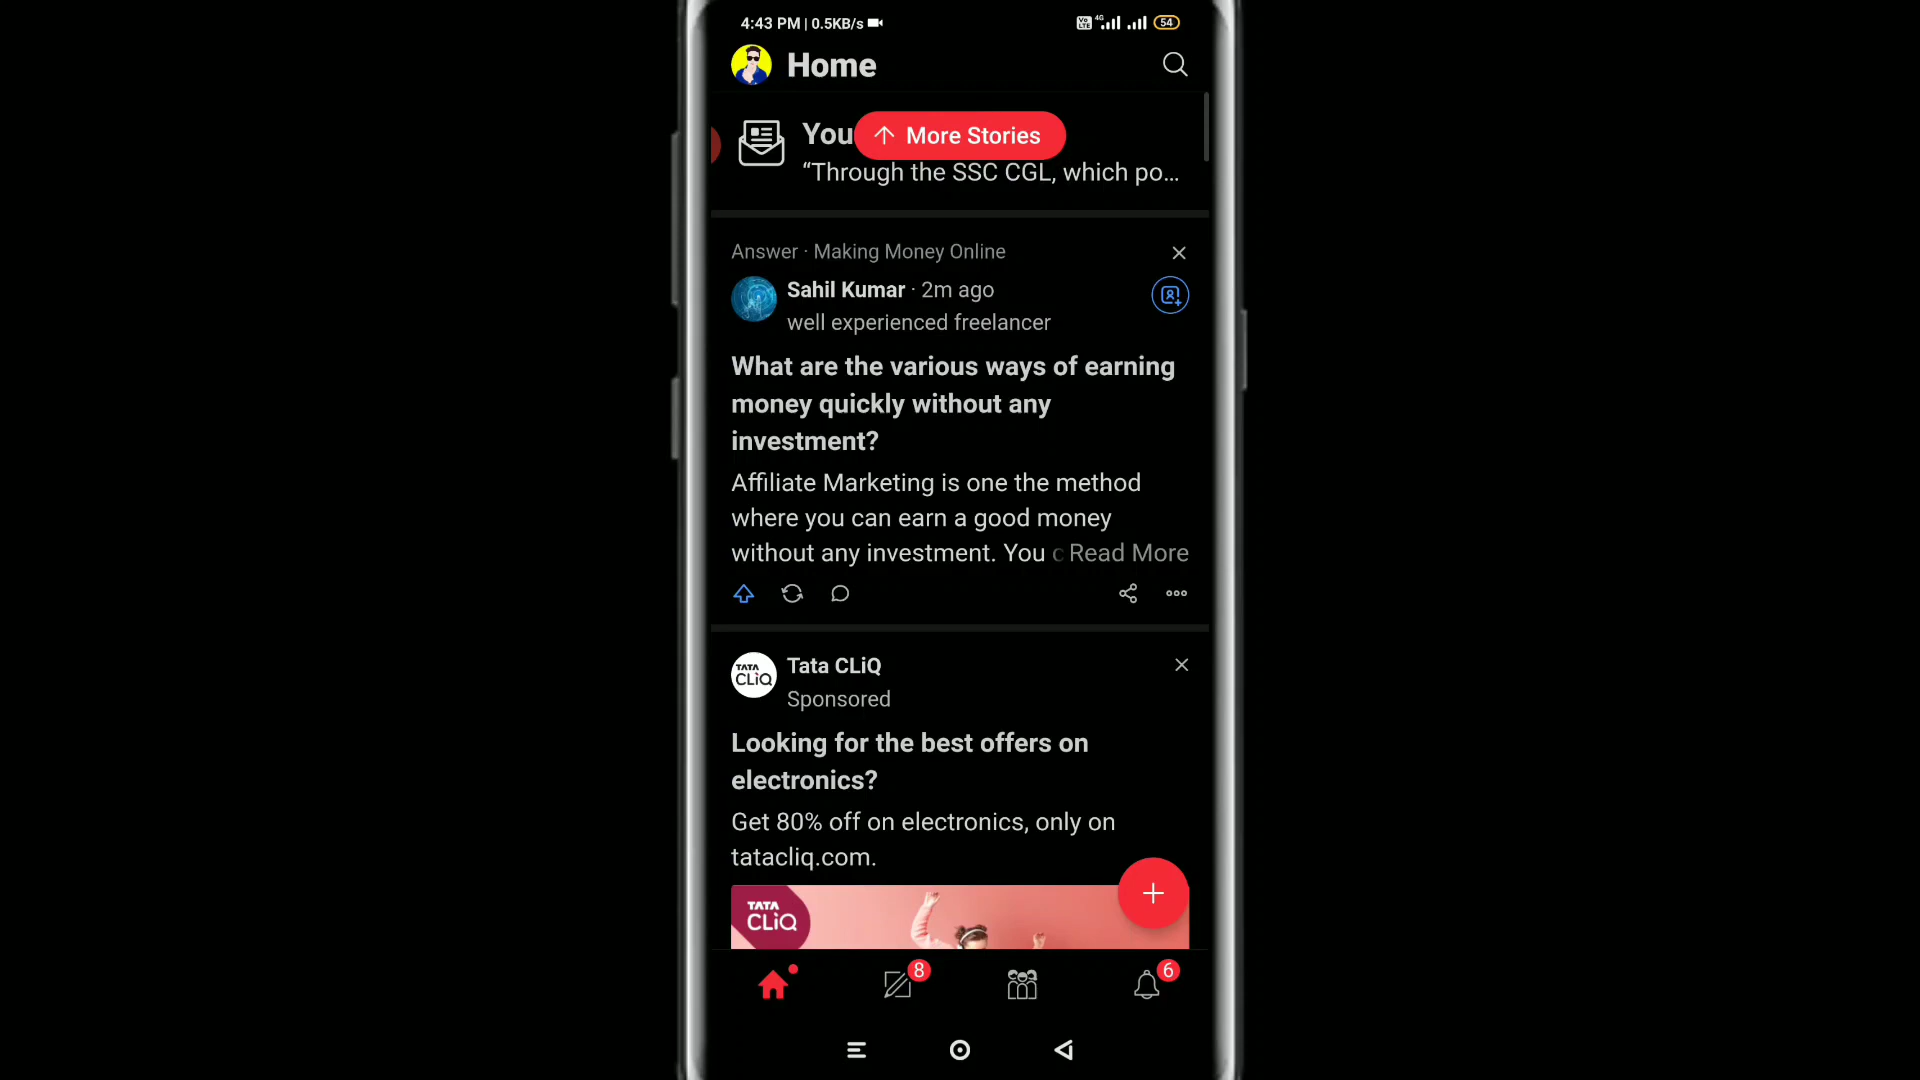 4:43 PM | 0.5KB/s
Vo LTE 4G 54
Home
You
More Stories
“Through the SSC CGL, which po...
Answer · Making Money Online
Sahil Kumar · 2m ago
well experienced freelancer
What are the various ways of earning
money quickly without any
investment?
Affiliate Marketing is one the method
where you can earn a good money
without any investment. You c Read More
TATA
CLiQ
Tata CLiQ
Sponsored
Looking for the best offers on
electronics?
Get 80% off on electronics, only on
tatacliq.com.
TATA
CLiQ
8
6